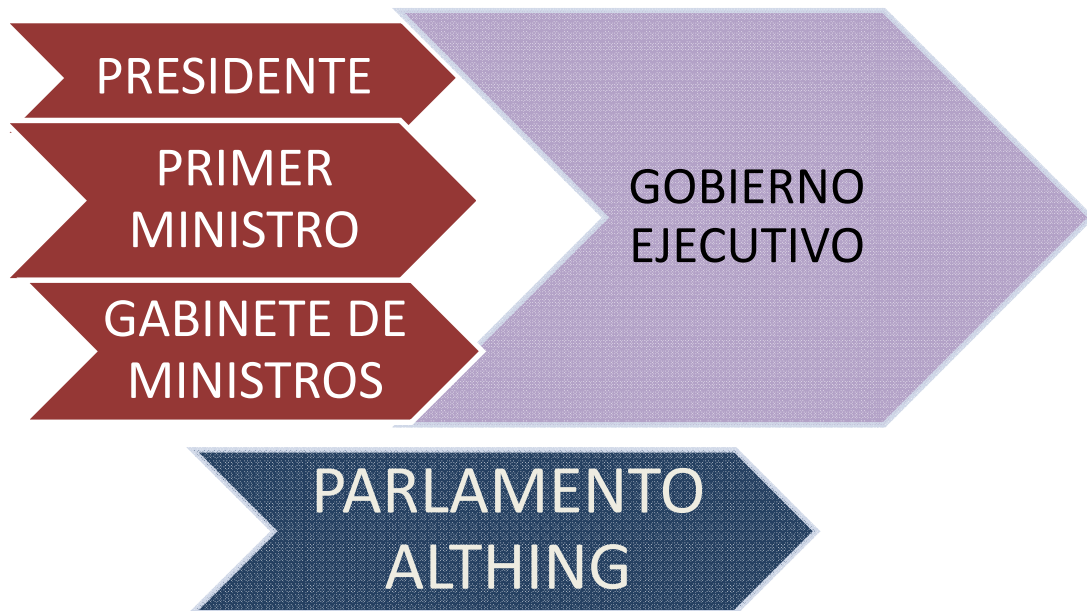 PRESIDENTE
PRIMER
MINISTRO
GABINETE DE
MINISTROS
GOBIERNO
EJECUTIVO
PARLAMENTO
ALTHING